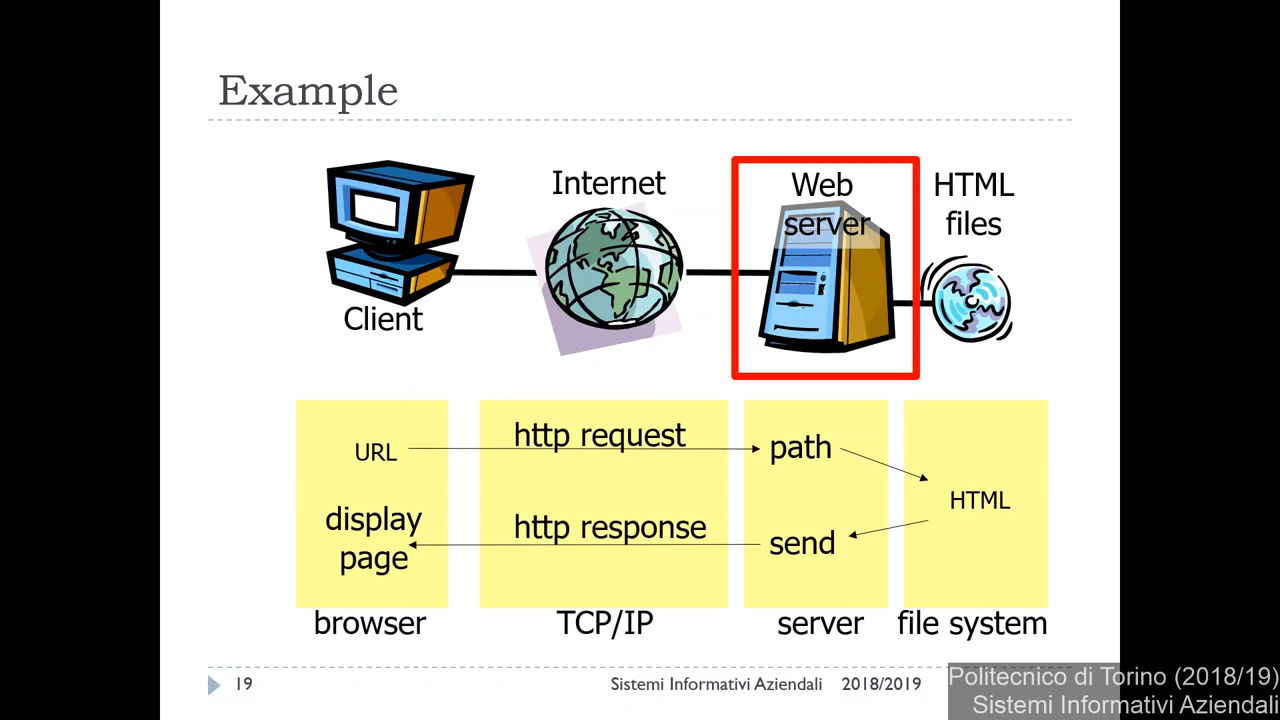 Example
Internet
Web
server
HTML
files
Client
http request
URL
path
HTML
display
page
http response
send
browser
TCP/IP
server
file system
19
Sistemi Informativi Aziendali
2018/2019
Politecnico di Torino (2018/19)
Sistemi Informativi Aziendali